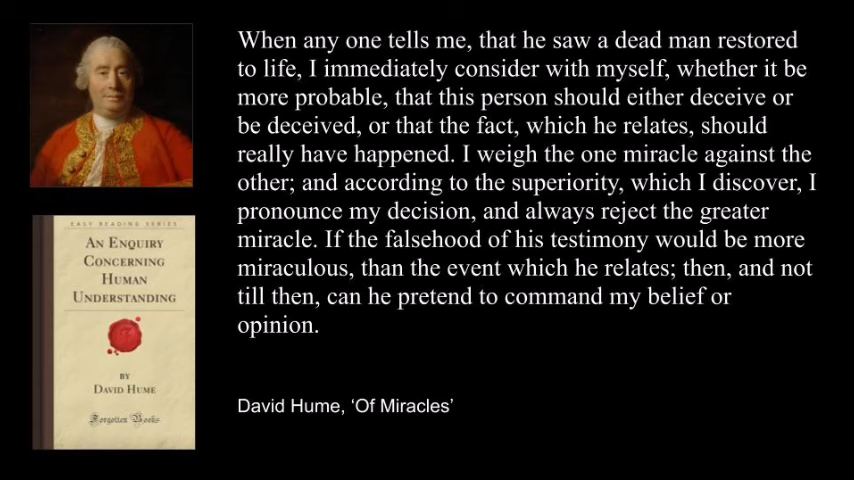 When any one tells me, that he saw a dead man restored
to life, I immediately consider with myself, whether it be
more probable, that this person should either deceive or
be deceived, or that the fact, which he relates, should
really have happened. I weigh the one miracle against the
other; and according to the superiority, which I discover, I
pronounce my decision, and always reject the greater
miracle. If the falsehood of his testimony would be more
miraculous, than the event which he relates; then, and not
till then, can he pretend to command my belief or
opinion.
David Hume, ‘Of Miracles’
EASY READING SERIES
AN ENQUIRY
CONCERNING
HUMAN
UNDERSTANDING
BY
DAVID HUME
Forgotten Books